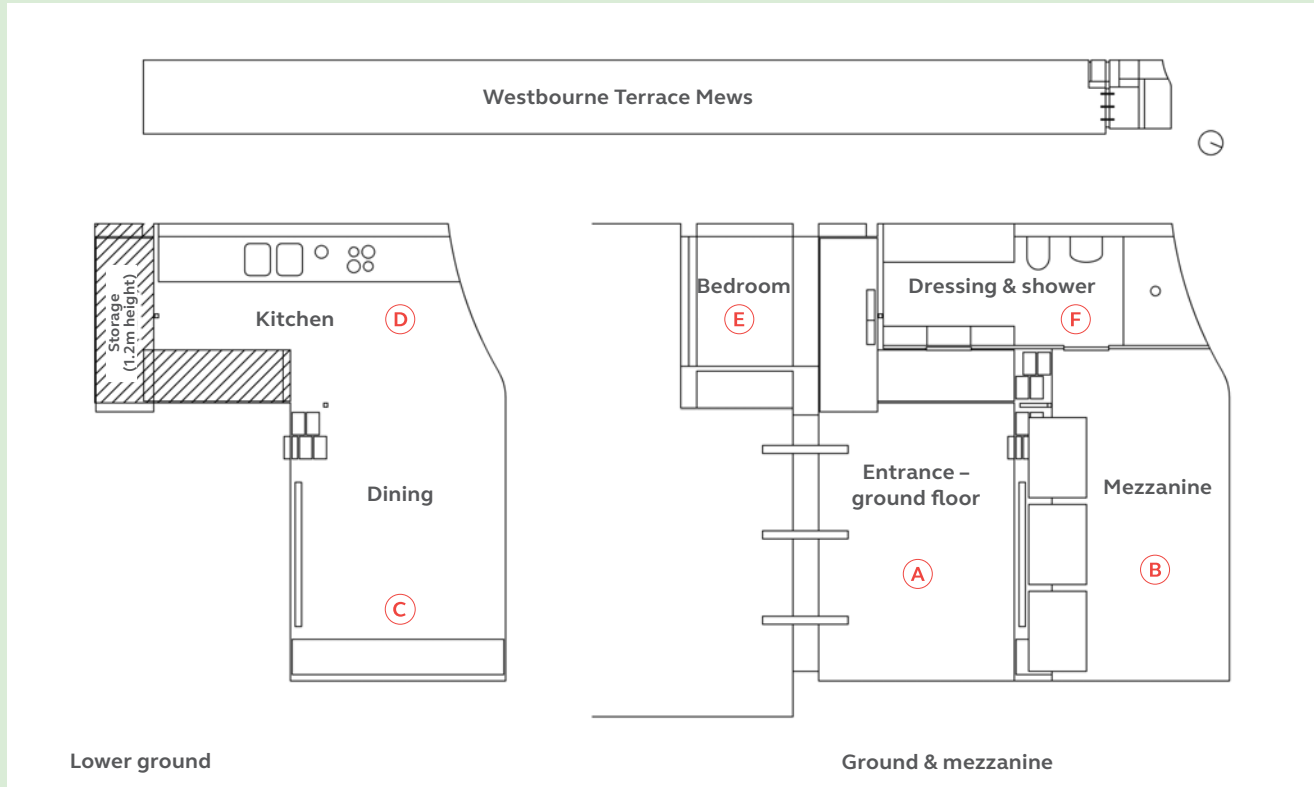 Westbourne Terrace Mews
Storage
(1.2m height)
Kitchen
D
Dining
C
Bedroom
E
Dressing & shower
F
Entrance –
ground floor
A
Mezzanine
B
Lower ground
Ground & mezzanine